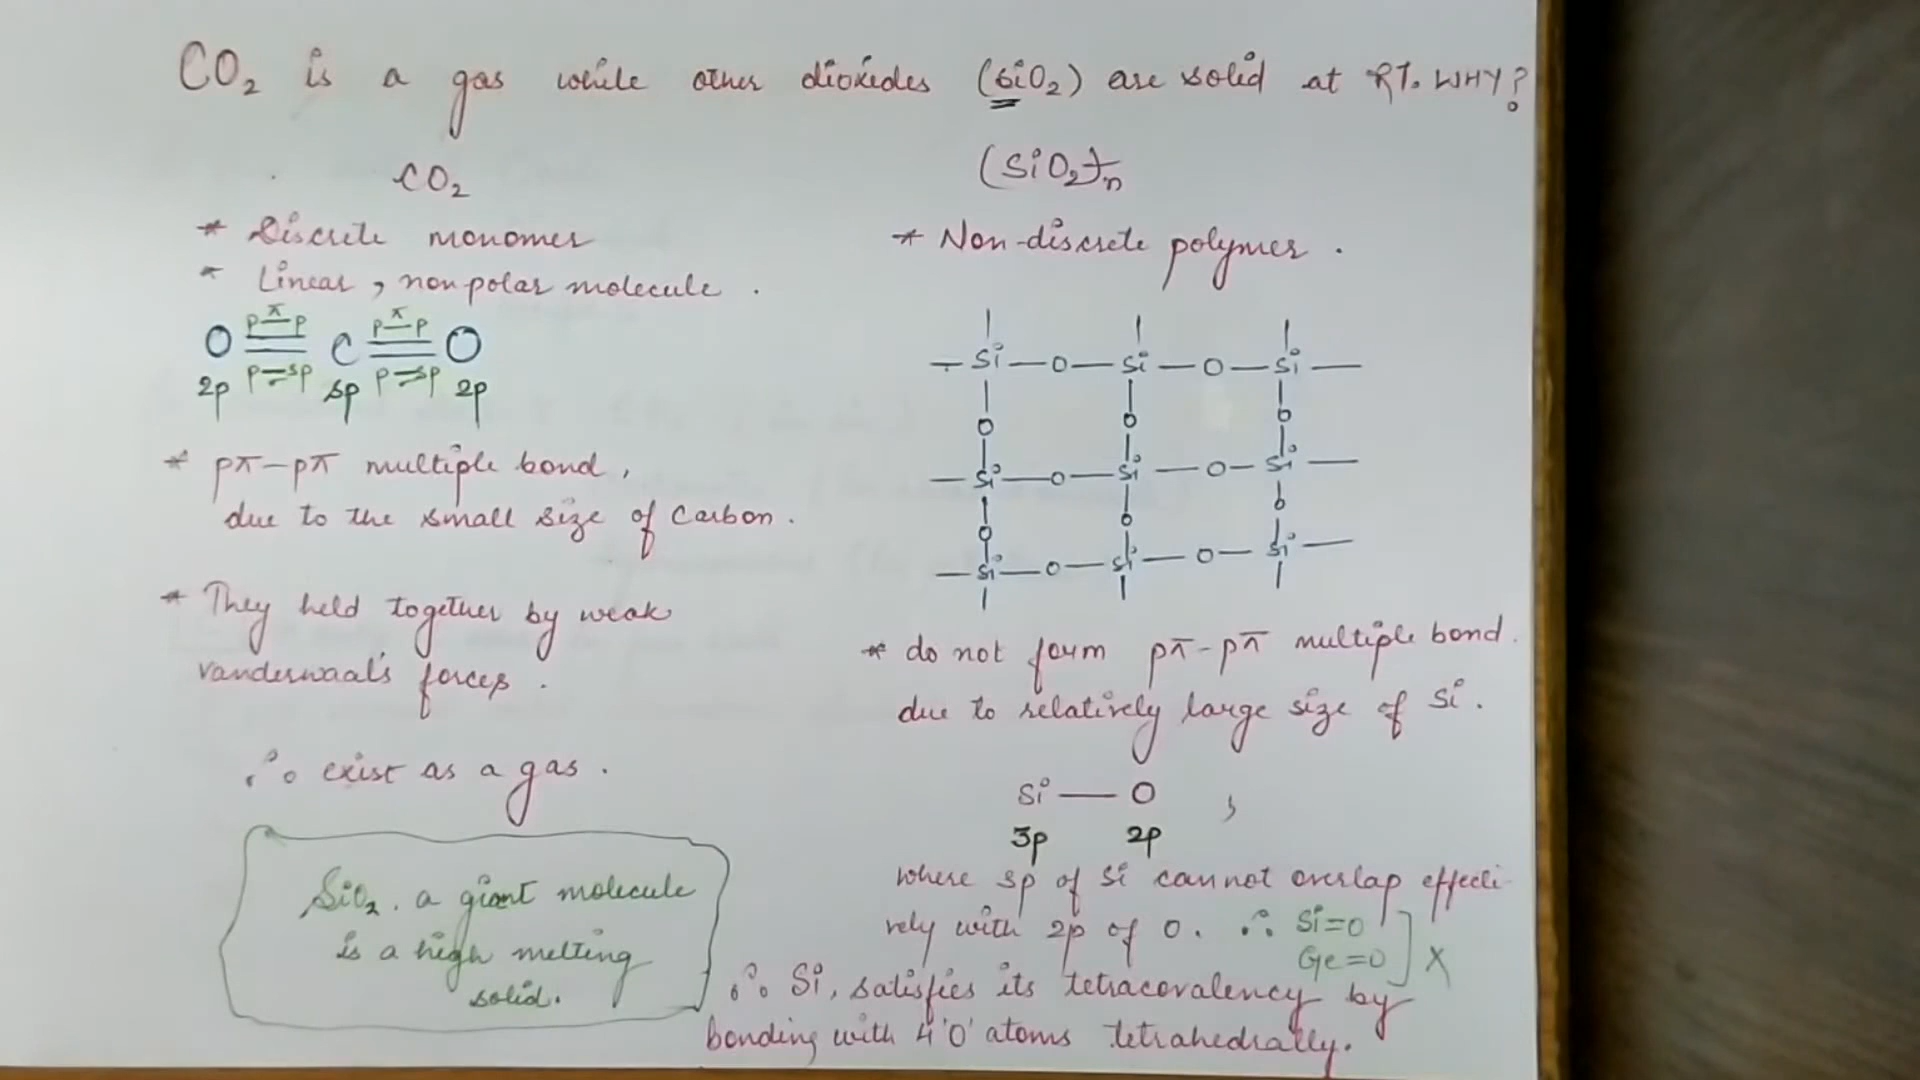 CO₂ is a gas while other dioxides (SiO₂) are solid at RT. WHY?
CO₂
* Discrete monomer
* Linear, nonpolar molecule.
p π p p π p
O = C = O
p-sp p-sp
2p sp 2p
* pπ-pπ multiple bond,
due to the small size of Carbon.
* They held together by weak
vanderwaal's forces.
∴ exist as a gas.
SiO₂, a giant molecule
is a high melting
solid.
(SiO₂)n
* Non-discrete polymer.
-Si-O-Si-O-Si-
O O O
-Si-O-Si-O-Si-
O O O
-Si-O-Si-O-Si-
* do not form pπ-pπ multiple bond.
due to relatively large size of Si.
Si — O ,
3p 2p
where 3p of Si cannot overlap effecti-
vely with 2p of O. ∴ Si=O
Ge=O ] X
∴ Si, satisfies its tetracovalency by
bonding with 4 'O' atoms tetrahedrally.